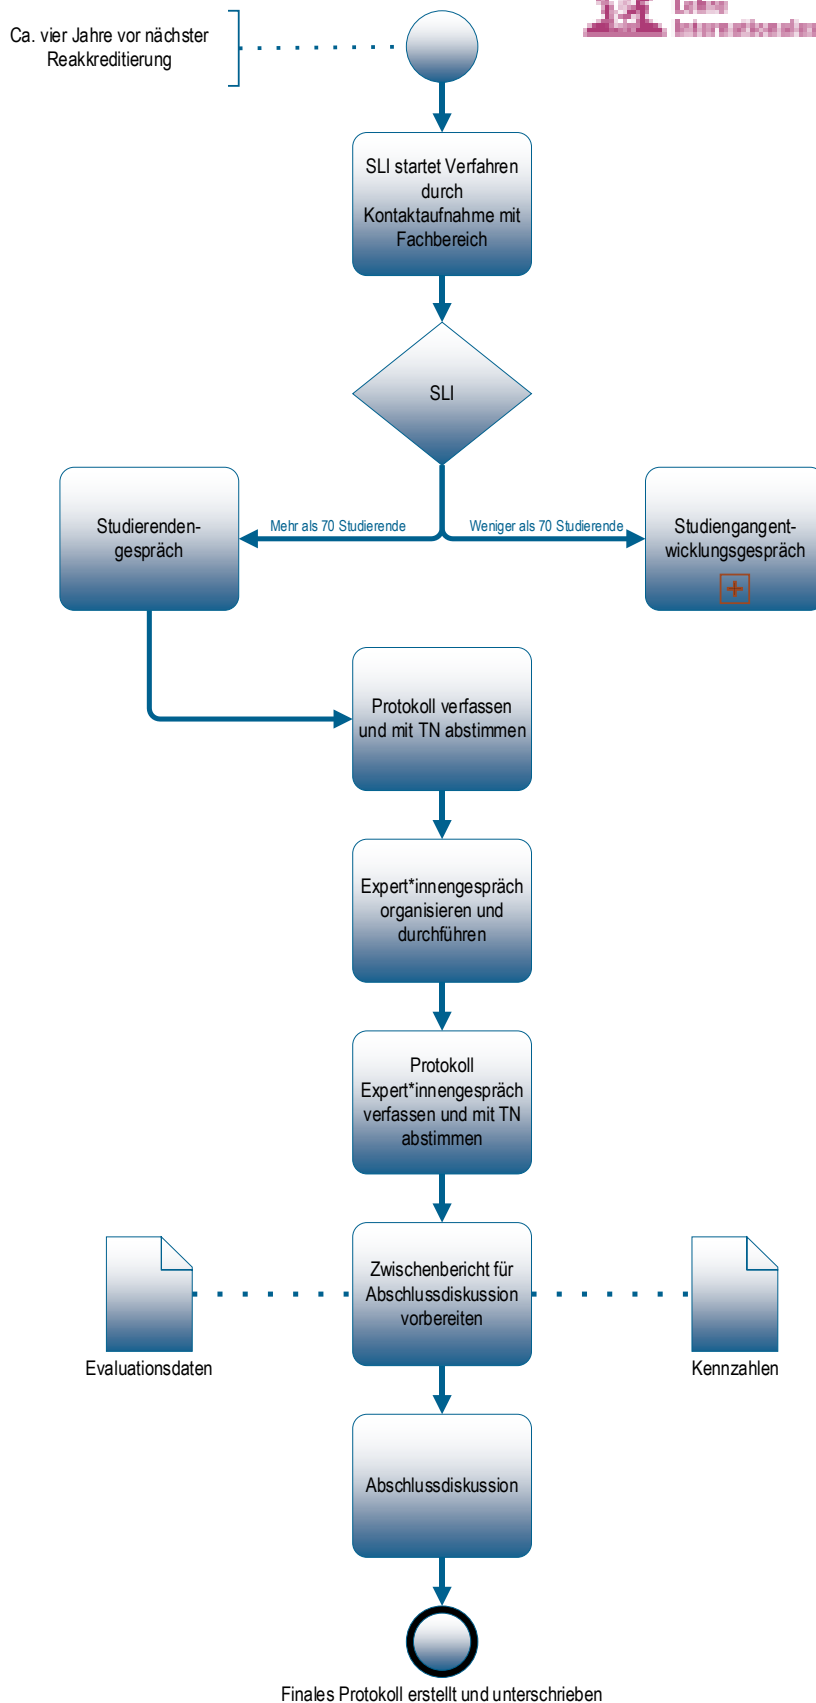 Ca. vier Jahre vor nächster
Reakkreditierung
Lehre
SLI startet Verfahren
durch
Kontaktaufnahme mit
Fachbereich
SLI
Mehr als 70 Studierende
Weniger als 70 Studierende
Studierenden-
gespräch
Studiengangent-
wicklungsgespräch
Protokoll verfassen
und mit TN abstimmen
Expert*innengespräch
organisieren und
durchführen
Protokoll
Expert*innengespräch
verfassen und mit TN
abstimmen
Zwischenbericht für
Abschlussdiskussion
vorbereiten
Evaluationsdaten
Kennzahlen
Abschlussdiskussion
Finales Protokoll erstellt und unterschrieben